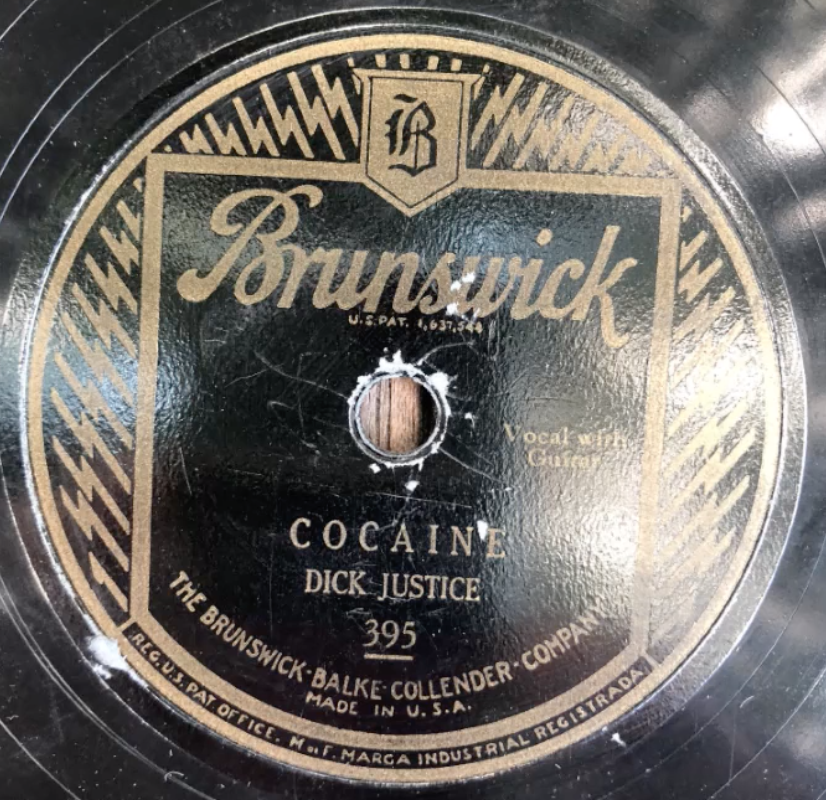 B
Brunswick
U.S. PAT. 1,637,544
Vocal with
Guitar
COCAINE
DICK JUSTICE
395
THE BRUNSWICK-BALKE-COLLENDER-COMPANY
MADE IN U.S.A.
REG. U.S. PAT. OFFICE. M. DE F. MARCA INDUSTRIAL REGISTRADA